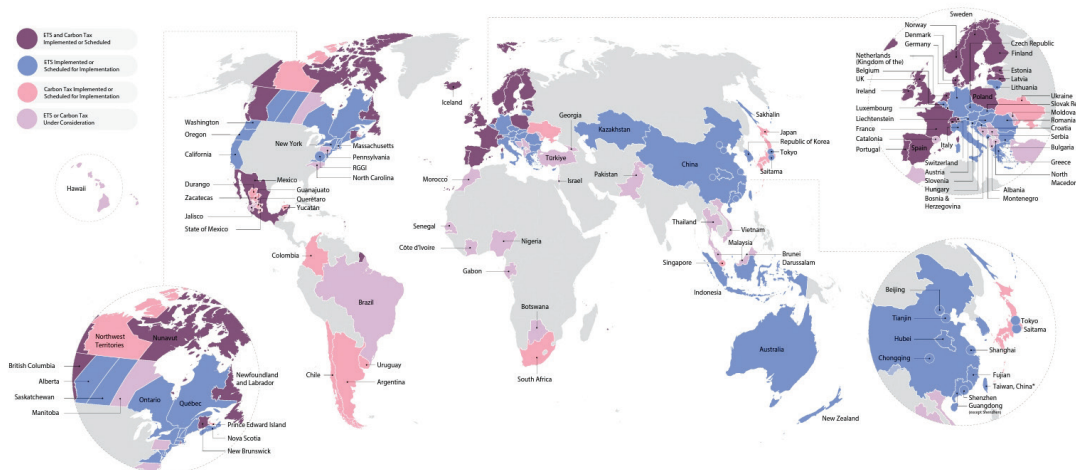 ETS and Carbon Tax
Implemented or Scheduled
ETS Implemented or
Scheduled for Implementation
Carbon Tax Implemented or
Scheduled for Implementation
ETS or Carbon Tax
Under Consideration
Hawaii
Washington
Oregon
California
New York
Massachusetts
Pennsylvania
RGGI
North Carolina
Mexico
Durango
Guanajuato
Zacatecas
Querétaro
Yucatán
Jalisco
State of Mexico
Colombia
Brazil
Chile
Uruguay
Argentina
Iceland
Georgia
Türkiye
Morocco
Israel
Pakistan
Senegal
Côte d'Ivoire
Nigeria
Gabon
Botswana
South Africa
Kazakhstan
China
Sakhalin
Japan
Republic of Korea
Tokyo
Saitama
Thailand
Vietnam
Malaysia
Brunei
Darussalam
Singapore
Indonesia
Australia
New Zealand
Northwest
Territories
Nunavut
British Columbia
Alberta
Saskatchewan
Manitoba
Ontario
Québec
Newfoundland
and Labrador
Prince Edward Island
Nova Scotia
New Brunswick
Sweden
Norway
Denmark
Germany
Netherlands
(Kingdom of the)
Belgium
UK
Ireland
Luxembourg
Liechtenstein
France
Catalonia
Portugal
Spain
Italy
Switzerland
Austria
Slovenia
Hungary
Bosnia &
Herzegovina
Czech Republic
Finland
Estonia
Latvia
Lithuania
Poland
Ukraine
Slovak Re
Moldova
Romania
Croatia
Serbia
Bulgaria
Greece
North
Macedon
Albania
Montenegro
Beijing
Tianjin
Hubei
Chongqing
Tokyo
Saitama
Shanghai
Fujian
Taiwan, China*
Shenzhen
Guangdong
(except Shenzhen)